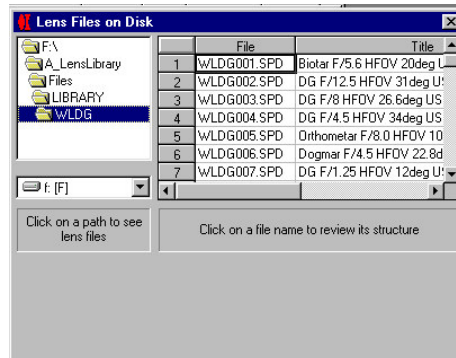 Lens Files on Disk
F:\
A_LensLibrary
Files
LIBRARY
WLDG
f: [F]
Click on a path to see
lens files
File Title
1 WLDG001.SPD Biotar F/5.6 HFOV 20deg U
2 WLDG002.SPD DG F/12.5 HFOV 31deg US
3 WLDG003.SPD DG F/8 HFOV 26.6deg US
4 WLDG004.SPD DG F/4.5 HFOV 34deg US
5 WLDG005.SPD Orthometar F/8.0 HFOV 10
6 WLDG006.SPD Dogmar F/4.5 HFOV 22.8d
7 WLDG007.SPD DG F/1.25 HFOV 12deg U
Click on a file name to review its structure